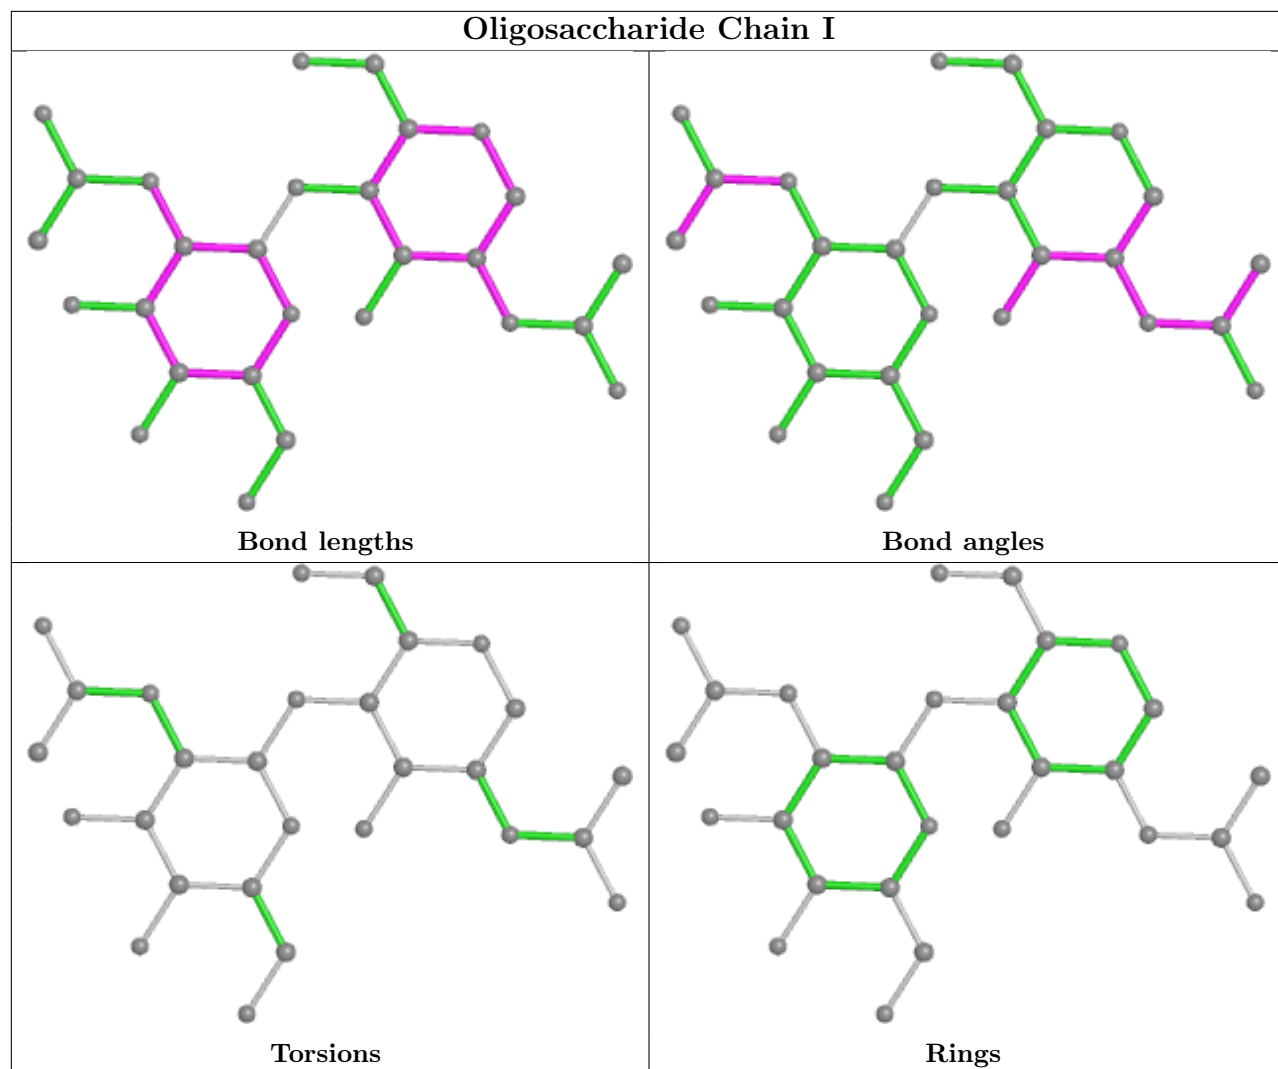 Oligosaccharide Chain I
Bond lengths
Bond angles
Torsions
Rings